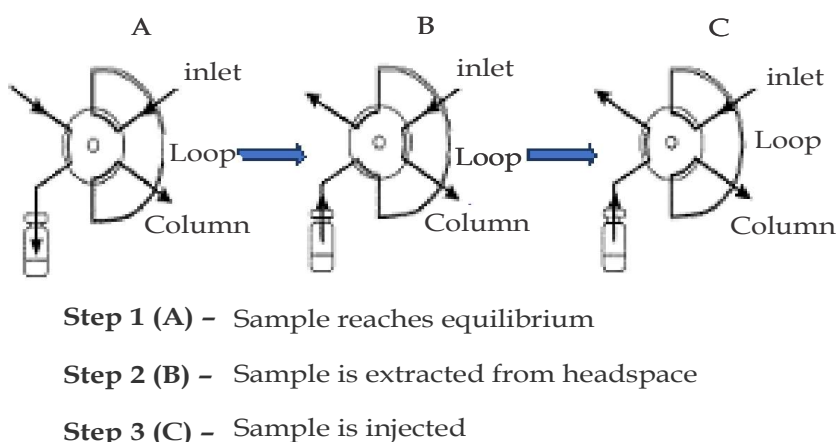 A B C
inlet inlet inlet
Loop Loop Loop
Column Column Column
Step 1 (A) – Sample reaches equilibrium
Step 2 (B) – Sample is extracted from headspace
Step 3 (C) – Sample is injected